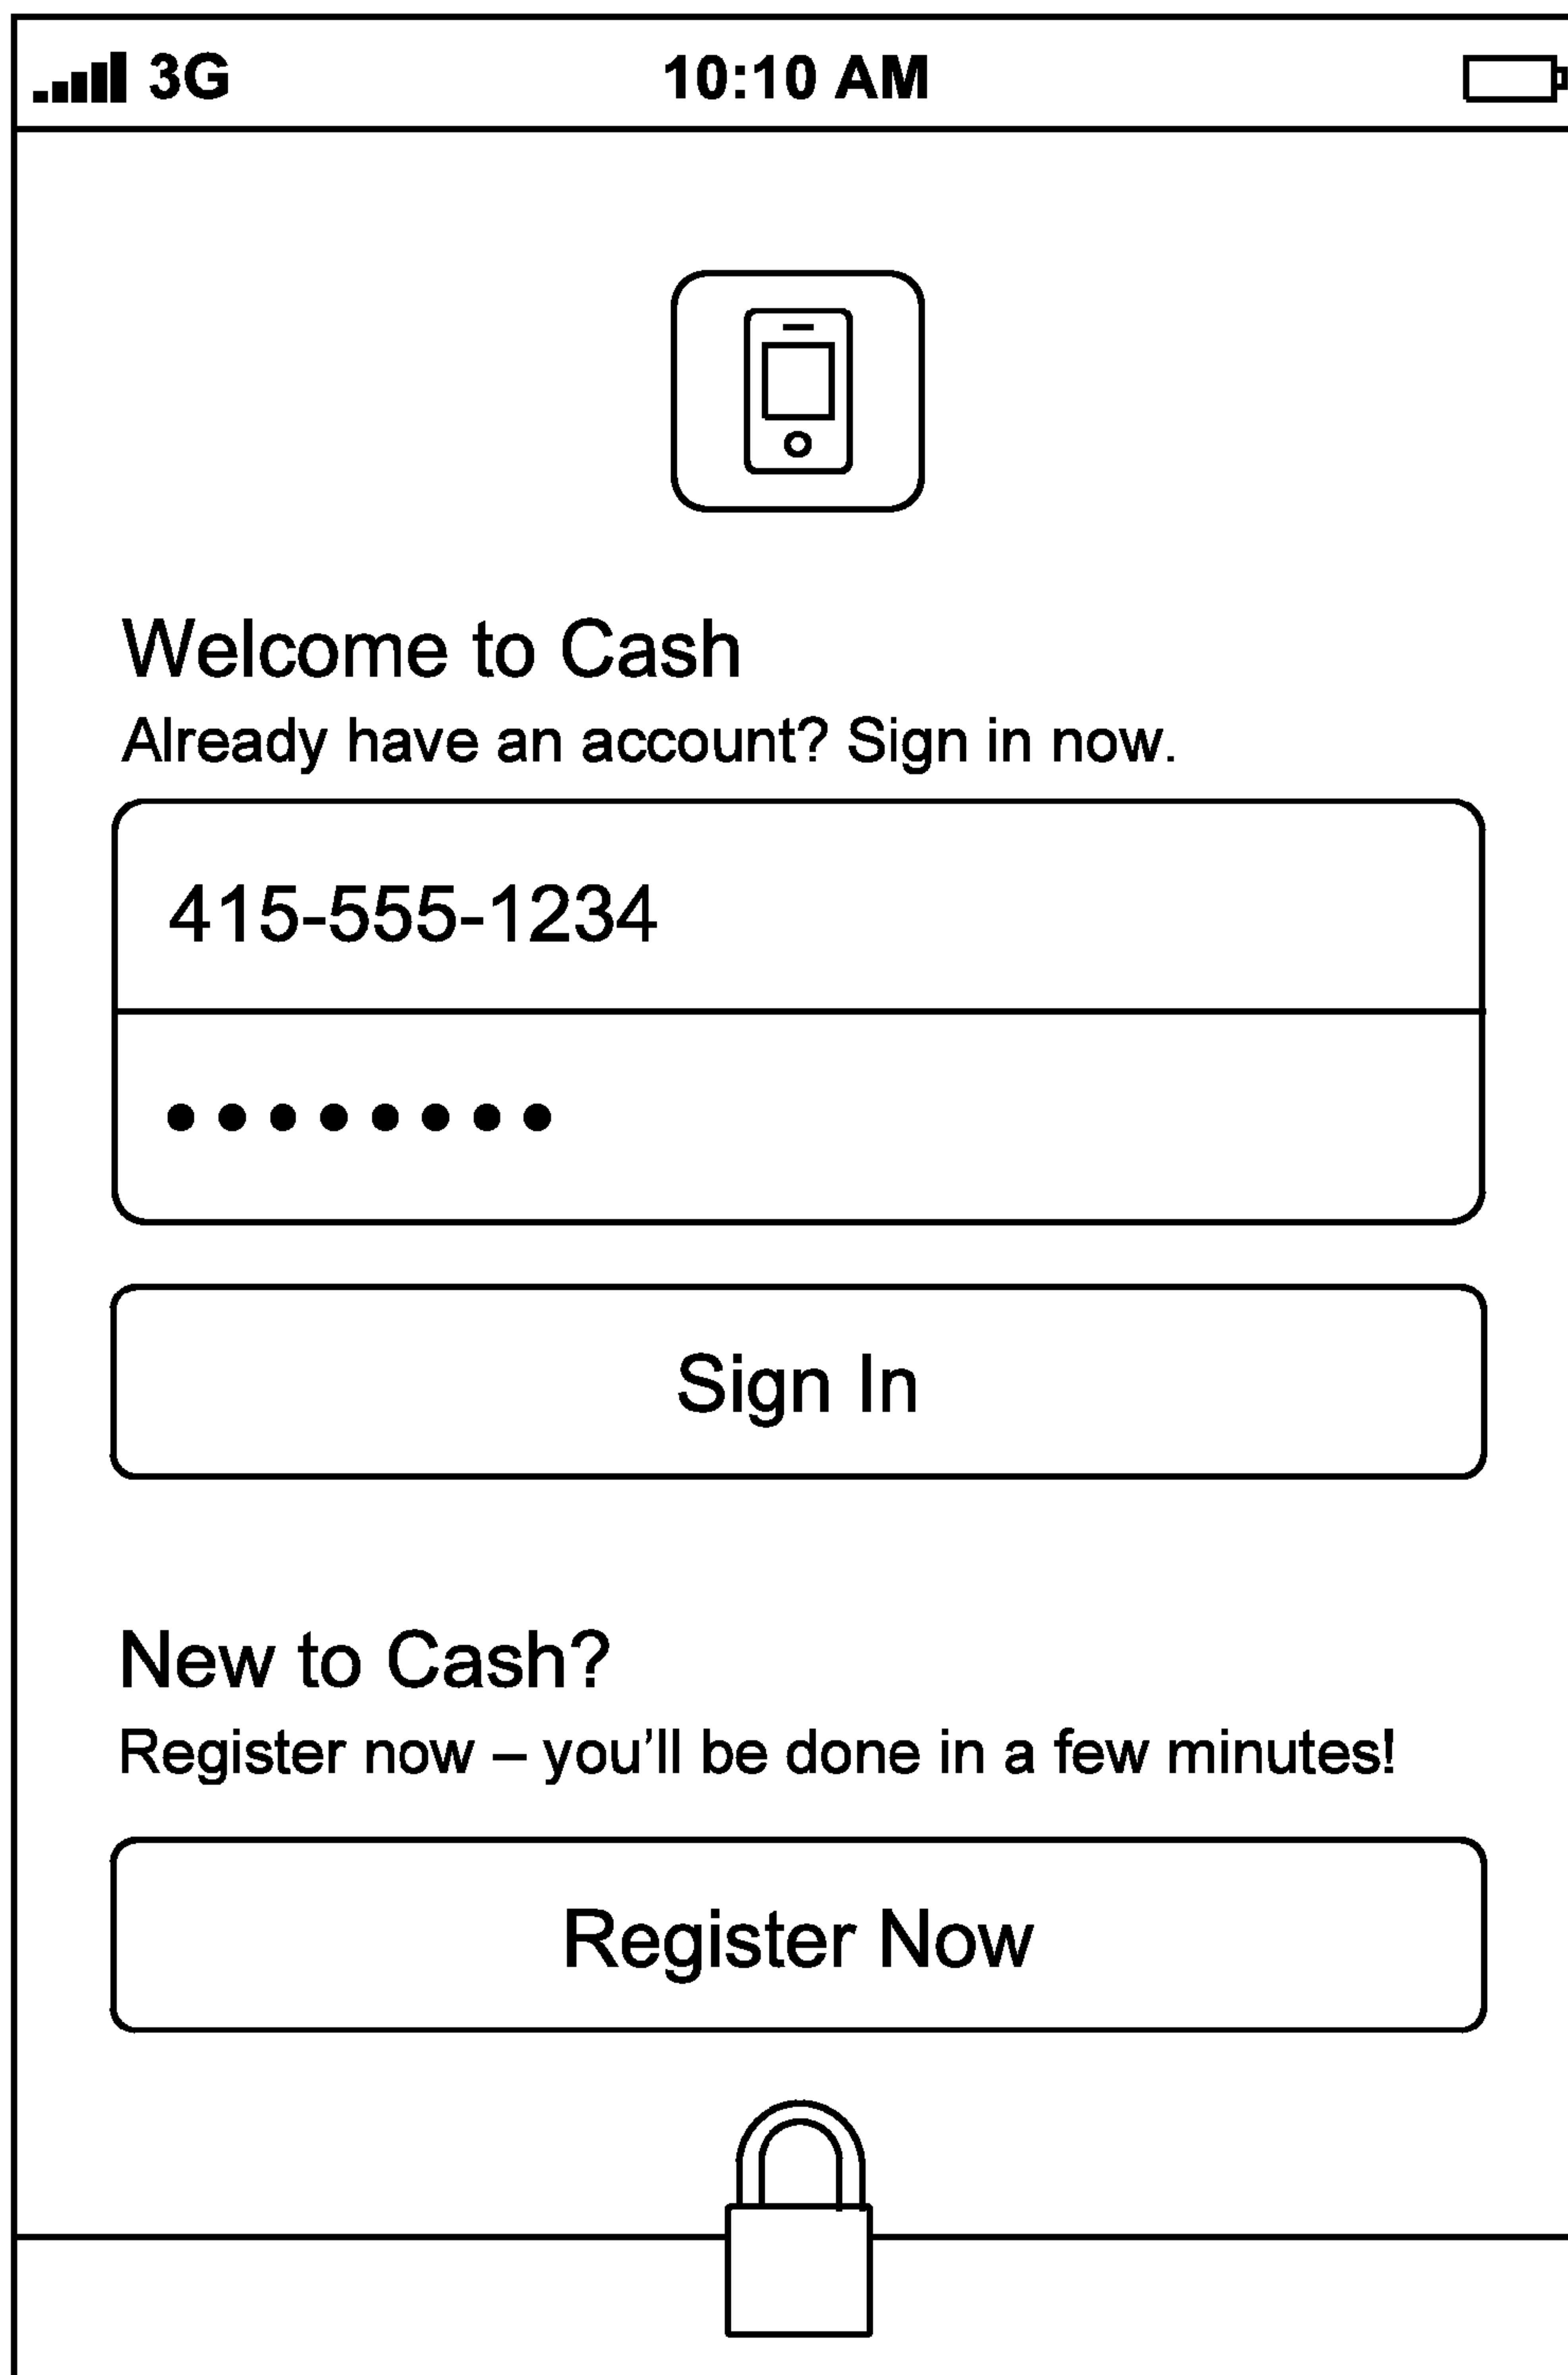 3G 10:10 AM
Welcome to Cash
Already have an account? Sign in now.
415-555-1234
••••••••
Sign In
New to Cash?
Register now – you’ll be done in a few minutes!
Register Now